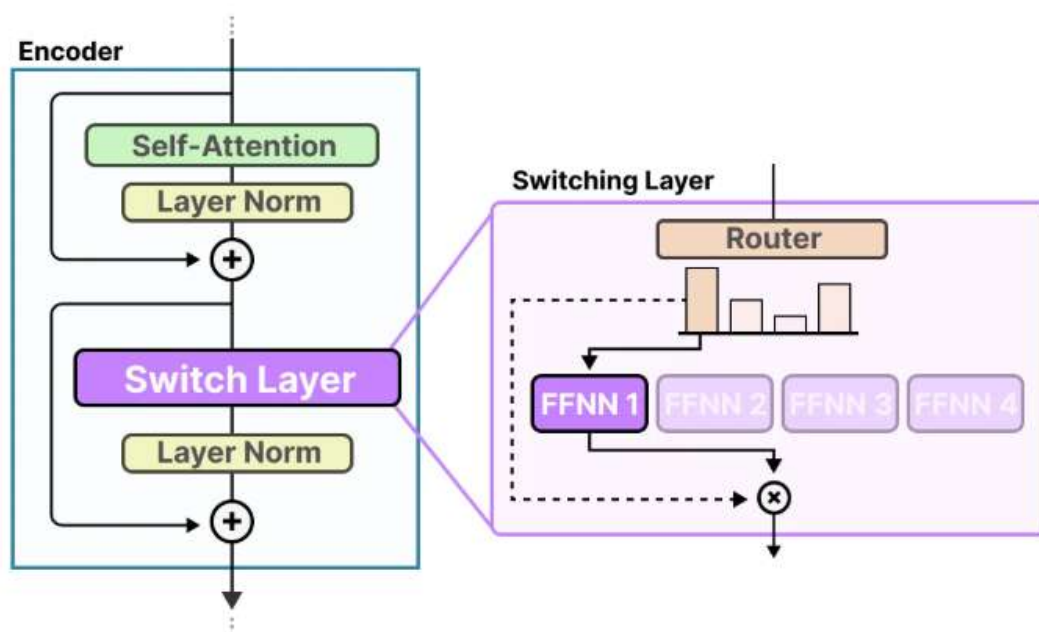 Encoder
Self-Attention
Layer Norm
+
Switch Layer
Layer Norm
+
Switching Layer
Router
FFNN 1 FFNN 2 FFNN 3 FFNN 4
×